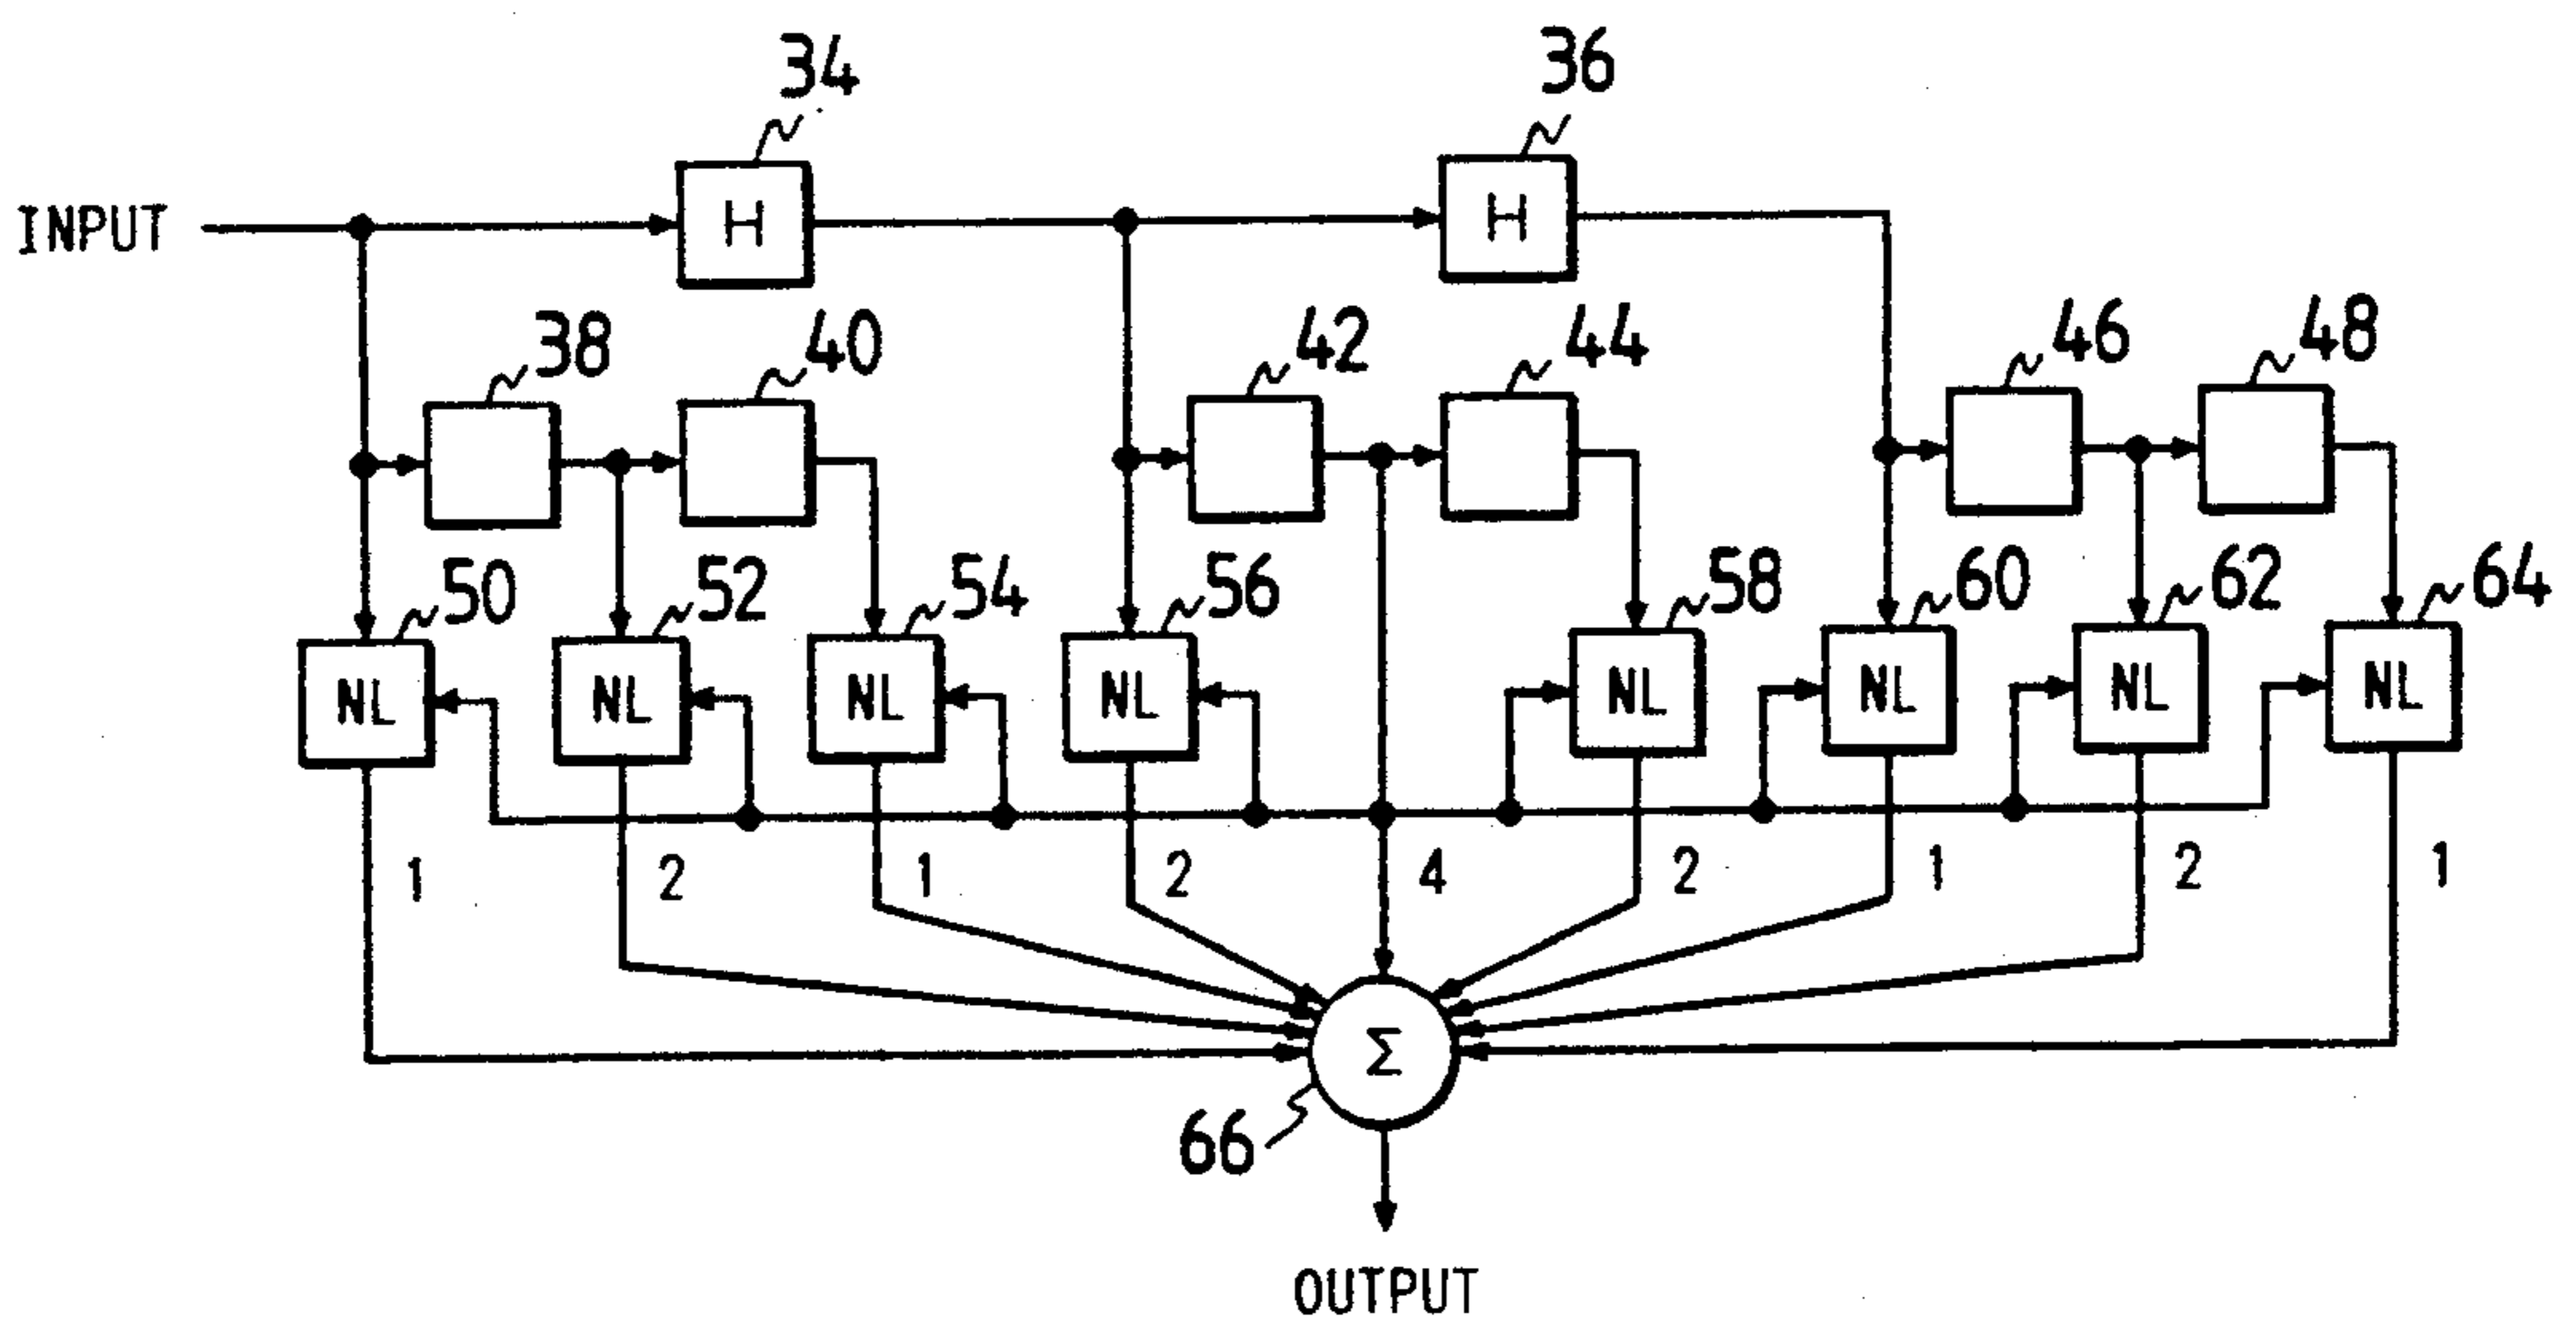 34 36
INPUT H H
38 40 42 44 46 48
50 52 54 56 58 60 62 64
NL NL NL NL NL NL NL NL
1 2 1 2 4 2 1 2 1
Σ
66
OUTPUT